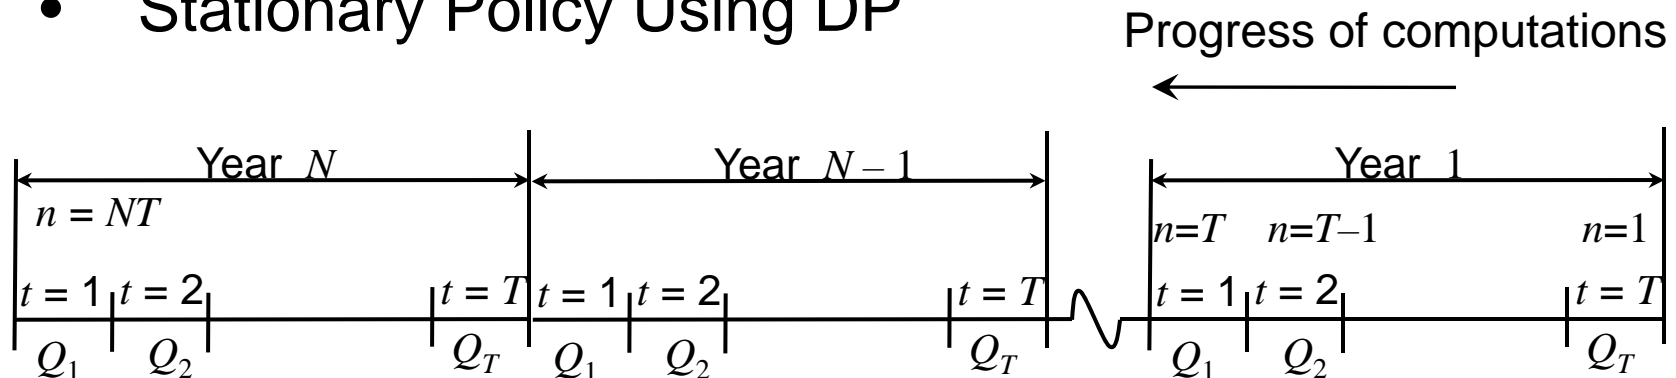 • Stationary Policy Using DP
Progress of computations
Year N Year N – 1 Year 1
n = NT n=T n=T–1 n=1
t = 1 t = 2 t = T t = 1 t = 2 t = T t = 1 t = 2 t = T
Q1 Q2 QT Q1 Q2 QT Q1 Q2 QT